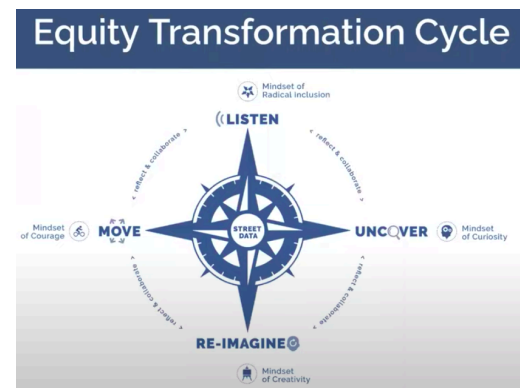 Equity Transformation Cycle
Mindset of
Radical inclusion
LISTEN
< reflect & collaborate >
< reflect & collaborate >
Mindset
of Courage
MOVE
STREET
DATA
UNCOVER
Mindset
of Curiosity
< reflect & collaborate >
< reflect & collaborate >
RE-IMAGINE
Mindset
of Creativity